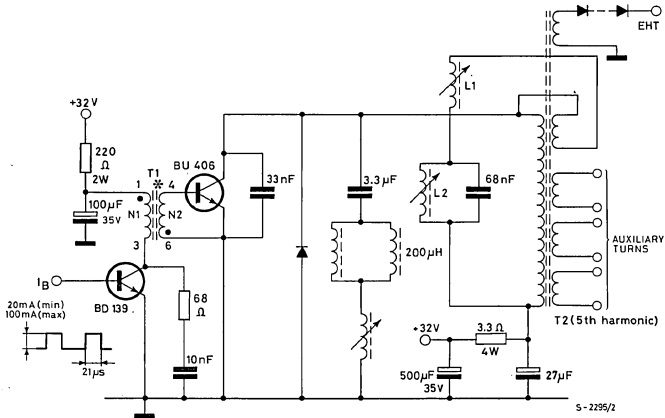 EHT
L1
+32V
220
Ω
2W
T1
*
BU 406
1
4
N1
N2
3
6
100μF
35V
33nF
3.3μF
L2
68nF
200μH
AUXILIARY
TURNS
T2 (5th harmonic)
IB
20mA (min)
100mA (max)
21μs
BD 139
68
Ω
10nF
+32V
3.3 Ω
4W
500μF
35V
27μF
S-2295/2